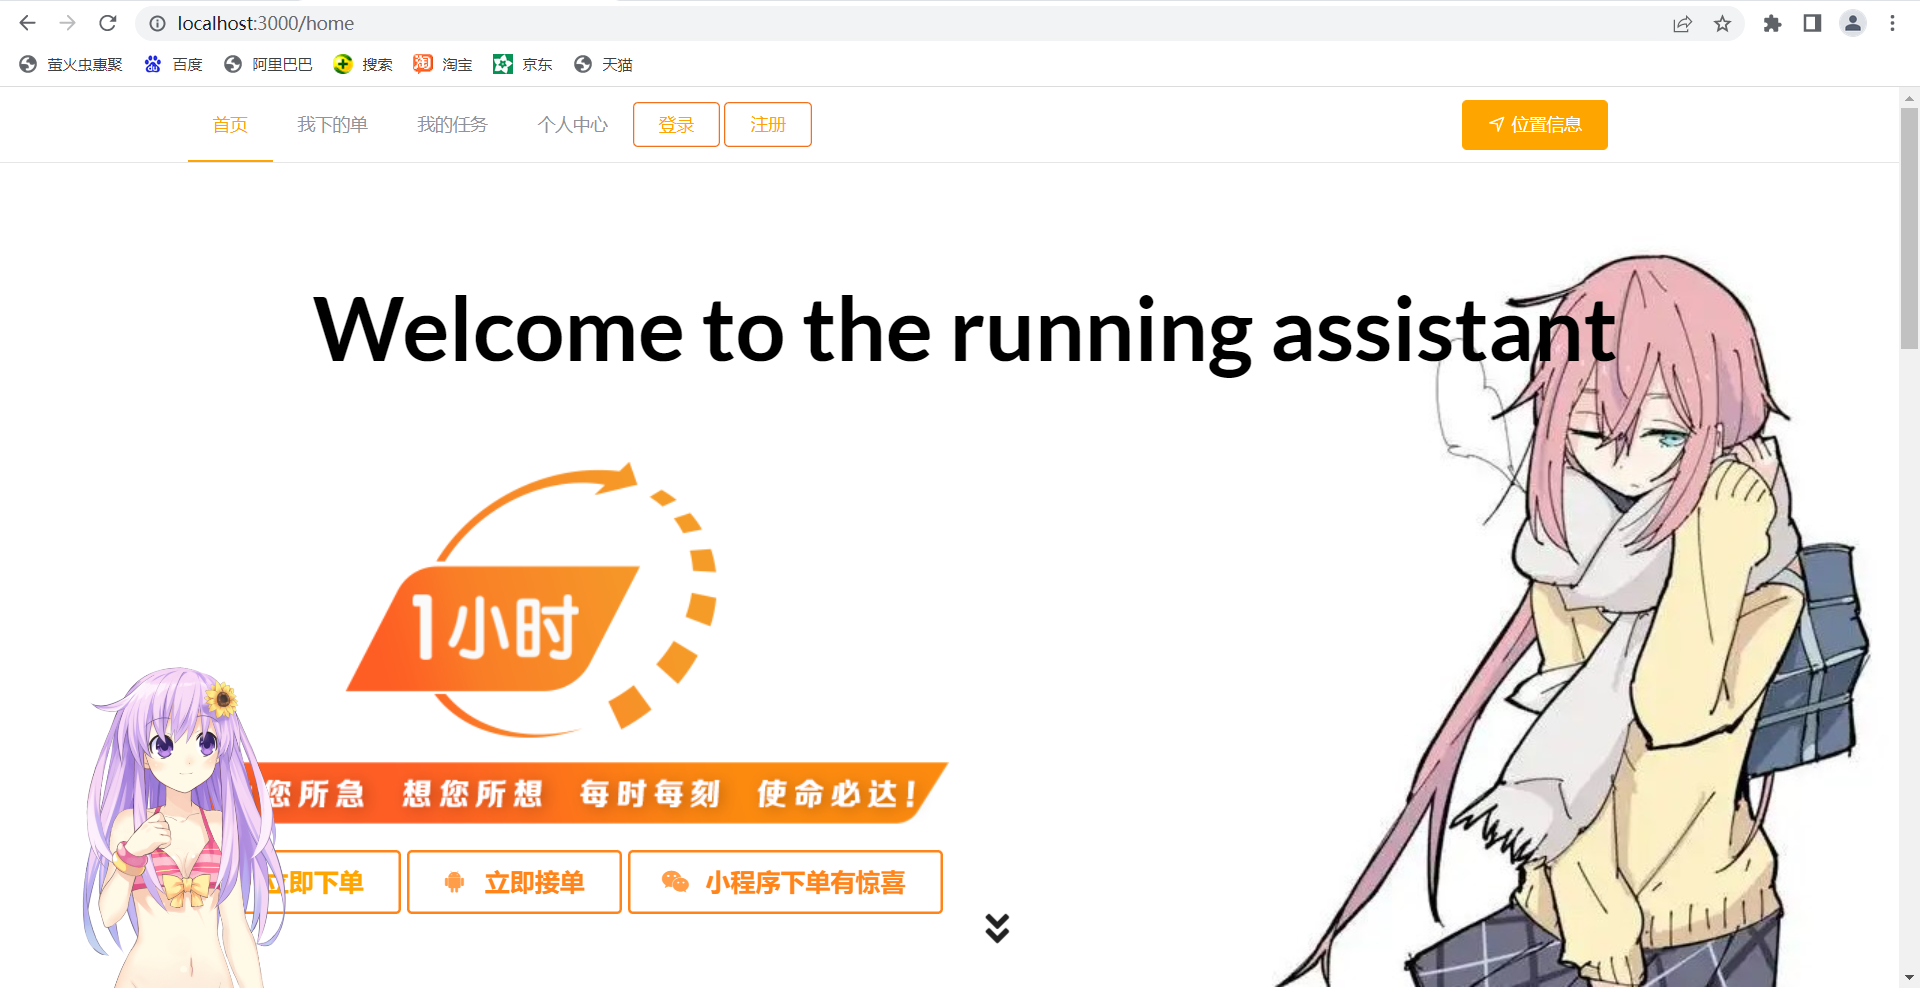 localhost:3000/home
萤火虫惠聚 百度 阿里巴巴 搜索 淘宝 京东 天猫
首页 我下的单 我的任务 个人中心 登录 注册 位置信息
Welcome to the running assistant
1小时
您所急 想您所想 每时每刻 使命必达!
立即下单 立即接单 小程序下单有惊喜